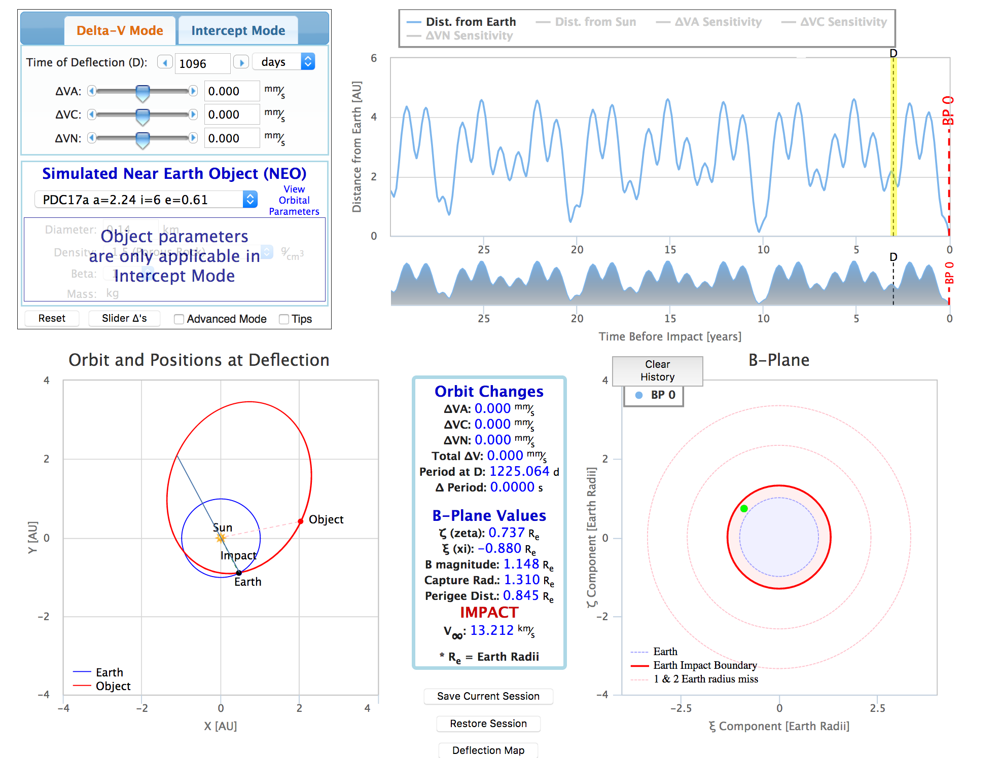 Delta-V Mode
Intercept Mode
Time of Deflection (D): 1096 days
ΔVA: 0.000 mm/s
ΔVC: 0.000 mm/s
ΔVN: 0.000 mm/s
Simulated Near Earth Object (NEO)
PDC17a a=2.24 i=6 e=0.61
View
Orbital
Parameters
Diameter: 0.14 km
Density: 1.5 (Porous Rock) g/cm3
Beta: 1
Mass: kg
Object parameters
are only applicable in
Intercept Mode
Reset
Slider Δ's
Advanced Mode
Tips
Dist. from Earth
Dist. from Sun
ΔVA Sensitivity
ΔVC Sensitivity
ΔVN Sensitivity
Distance from Earth [AU]
6
4
2
0
D
BP 0
25 20 15 10 5 0
D
BP 0
25 20 15 10 5 0
Time Before Impact [years]
Orbit and Positions at Deflection
Y [AU]
4
2
0
-2
-4
Sun
Object
Impact
Earth
Earth
Object
-4 -2 0 2 4
X [AU]
Orbit Changes
ΔVA: 0.000 mm/s
ΔVC: 0.000 mm/s
ΔVN: 0.000 mm/s
Total ΔV: 0.000 mm/s
Period at D: 1225.064 d
Δ Period: 0.0000 s
B-Plane Values
ζ (zeta): 0.737 Re
ξ (xi): -0.880 Re
B magnitude: 1.148 Re
Capture Rad.: 1.310 Re
Perigee Dist.: 0.845 Re
IMPACT
V∞: 13.212 km/s
* Re = Earth Radii
Save Current Session
Restore Session
Deflection Map
B-Plane
Clear
History
BP 0
ζ Component [Earth Radii]
4
2
0
-2
-4
Earth
Earth Impact Boundary
1 & 2 Earth radius miss
-2.5 0 2.5
ξ Component [Earth Radii]